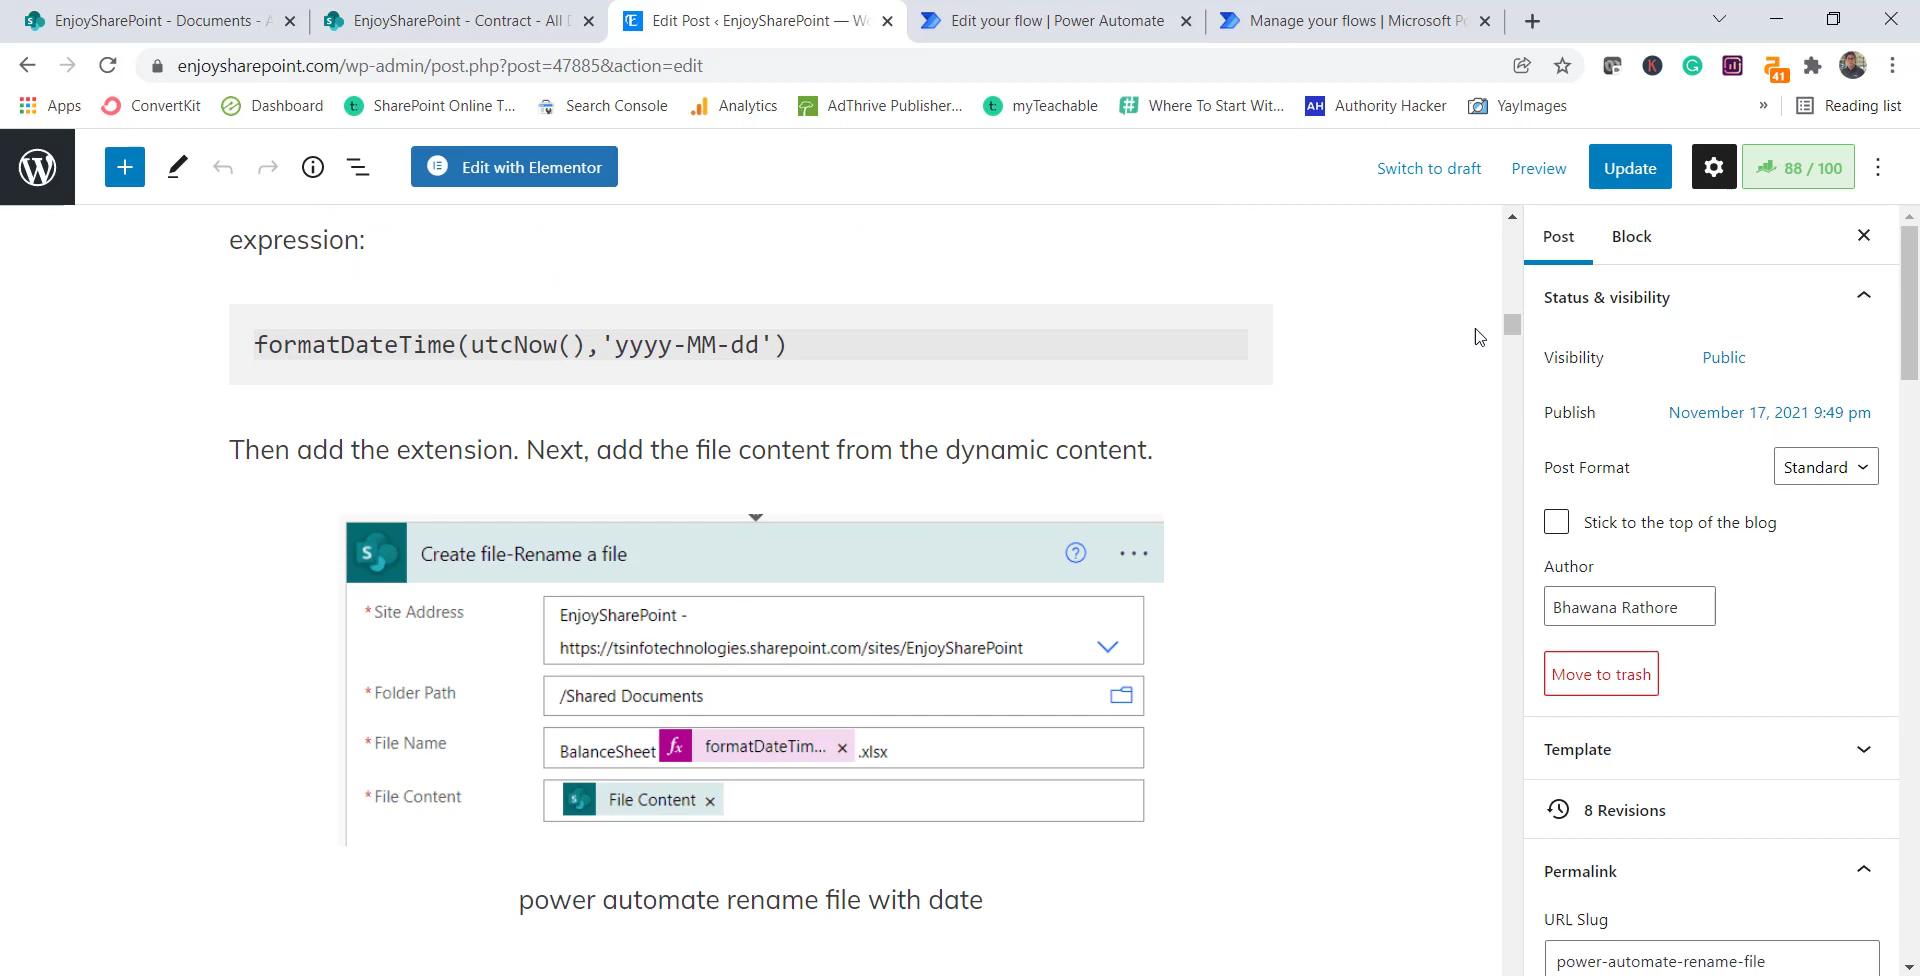 EnjoySharePoint - Documents -
EnjoySharePoint - Contract - All
Edit Post ‹ EnjoySharePoint — W
Edit your flow | Power Automate
Manage your flows | Microsoft P
enjoysharepoint.com/wp-admin/post.php?post=47885&action=edit
41
Apps
ConvertKit
Dashboard
SharePoint Online T...
Search Console
Analytics
AdThrive Publisher...
myTeachable
Where To Start Wit...
AH
Authority Hacker
YayImages
»
Reading list
Edit with Elementor
Switch to draft
Preview
Update
88 / 100
expression:
formatDateTime(utcNow(),'yyyy-MM-dd')
Then add the extension. Next, add the file content from the dynamic content.
Create file-Rename a file
*Site Address
EnjoySharePoint -
https://tsinfotechnologies.sharepoint.com/sites/EnjoySharePoint
*Folder Path
/Shared Documents
*File Name
BalanceSheet fx formatDateTim... × .xlsx
*File Content
File Content ×
power automate rename file with date
Post
Block
Status & visibility
Visibility
Public
Publish
November 17, 2021 9:49 pm
Post Format
Standard
Stick to the top of the blog
Author
Bhawana Rathore
Move to trash
Template
8 Revisions
Permalink
URL Slug
power-automate-rename-file